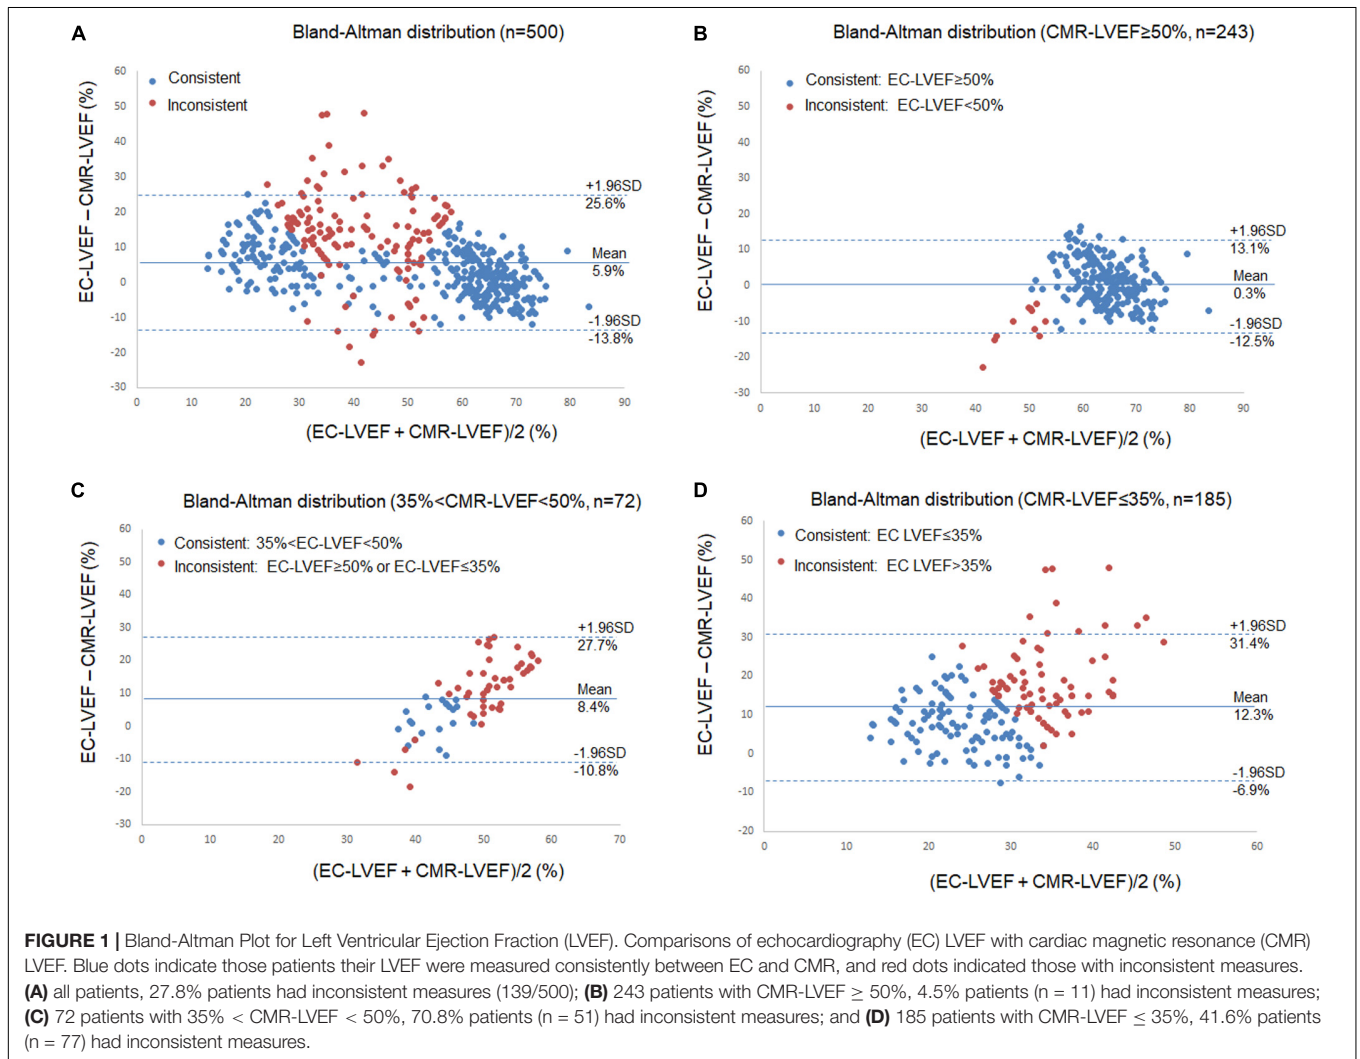 A
Bland-Altman distribution (n=500)
EC-LVEF – CMR-LVEF (%)
60
50
40
30
20
10
0
-10
-20
-30
Consistent
Inconsistent
+1.96SD
25.6%
Mean
5.9%
-1.96SD
-13.8%
0 10 20 30 40 50 60 70 80 90
(EC-LVEF + CMR-LVEF)/2 (%)
B
Bland-Altman distribution (CMR-LVEF≥50%, n=243)
EC-LVEF – CMR-LVEF (%)
60
50
40
30
20
10
0
-10
-20
-30
Consistent: EC-LVEF≥50%
Inconsistent: EC-LVEF<50%
+1.96SD
13.1%
Mean
0.3%
-1.96SD
-12.5%
0 10 20 30 40 50 60 70 80 90
(EC-LVEF + CMR-LVEF)/2 (%)
C
Bland-Altman distribution (35%<CMR-LVEF<50%, n=72)
EC-LVEF – CMR-LVEF (%)
60
50
40
30
20
10
0
-10
-20
-30
Consistent: 35%<EC-LVEF<50%
Inconsistent: EC-LVEF≥50% or EC-LVEF≤35%
+1.96SD
27.7%
Mean
8.4%
-1.96SD
-10.8%
0 10 20 30 40 50 60 70
(EC-LVEF + CMR-LVEF)/2 (%)
D
Bland-Altman distribution (CMR-LVEF≤35%, n=185)
EC-LVEF – CMR-LVEF (%)
60
50
40
30
20
10
0
-10
-20
Consistent: EC LVEF≤35%
Inconsistent: EC LVEF>35%
+1.96SD
31.4%
Mean
12.3%
-1.96SD
-6.9%
0 10 20 30 40 50 60
(EC-LVEF + CMR-LVEF)/2 (%)
FIGURE 1 | Bland-Altman Plot for Left Ventricular Ejection Fraction (LVEF). Comparisons of echocardiography (EC) LVEF with cardiac magnetic resonance (CMR)
LVEF. Blue dots indicate those patients their LVEF were measured consistently between EC and CMR, and red dots indicated those with inconsistent measures.
(A) all patients, 27.8% patients had inconsistent measures (139/500); (B) 243 patients with CMR-LVEF ≥ 50%, 4.5% patients (n = 11) had inconsistent measures;
(C) 72 patients with 35% < CMR-LVEF < 50%, 70.8% patients (n = 51) had inconsistent measures; and (D) 185 patients with CMR-LVEF ≤ 35%, 41.6% patients
(n = 77) had inconsistent measures.